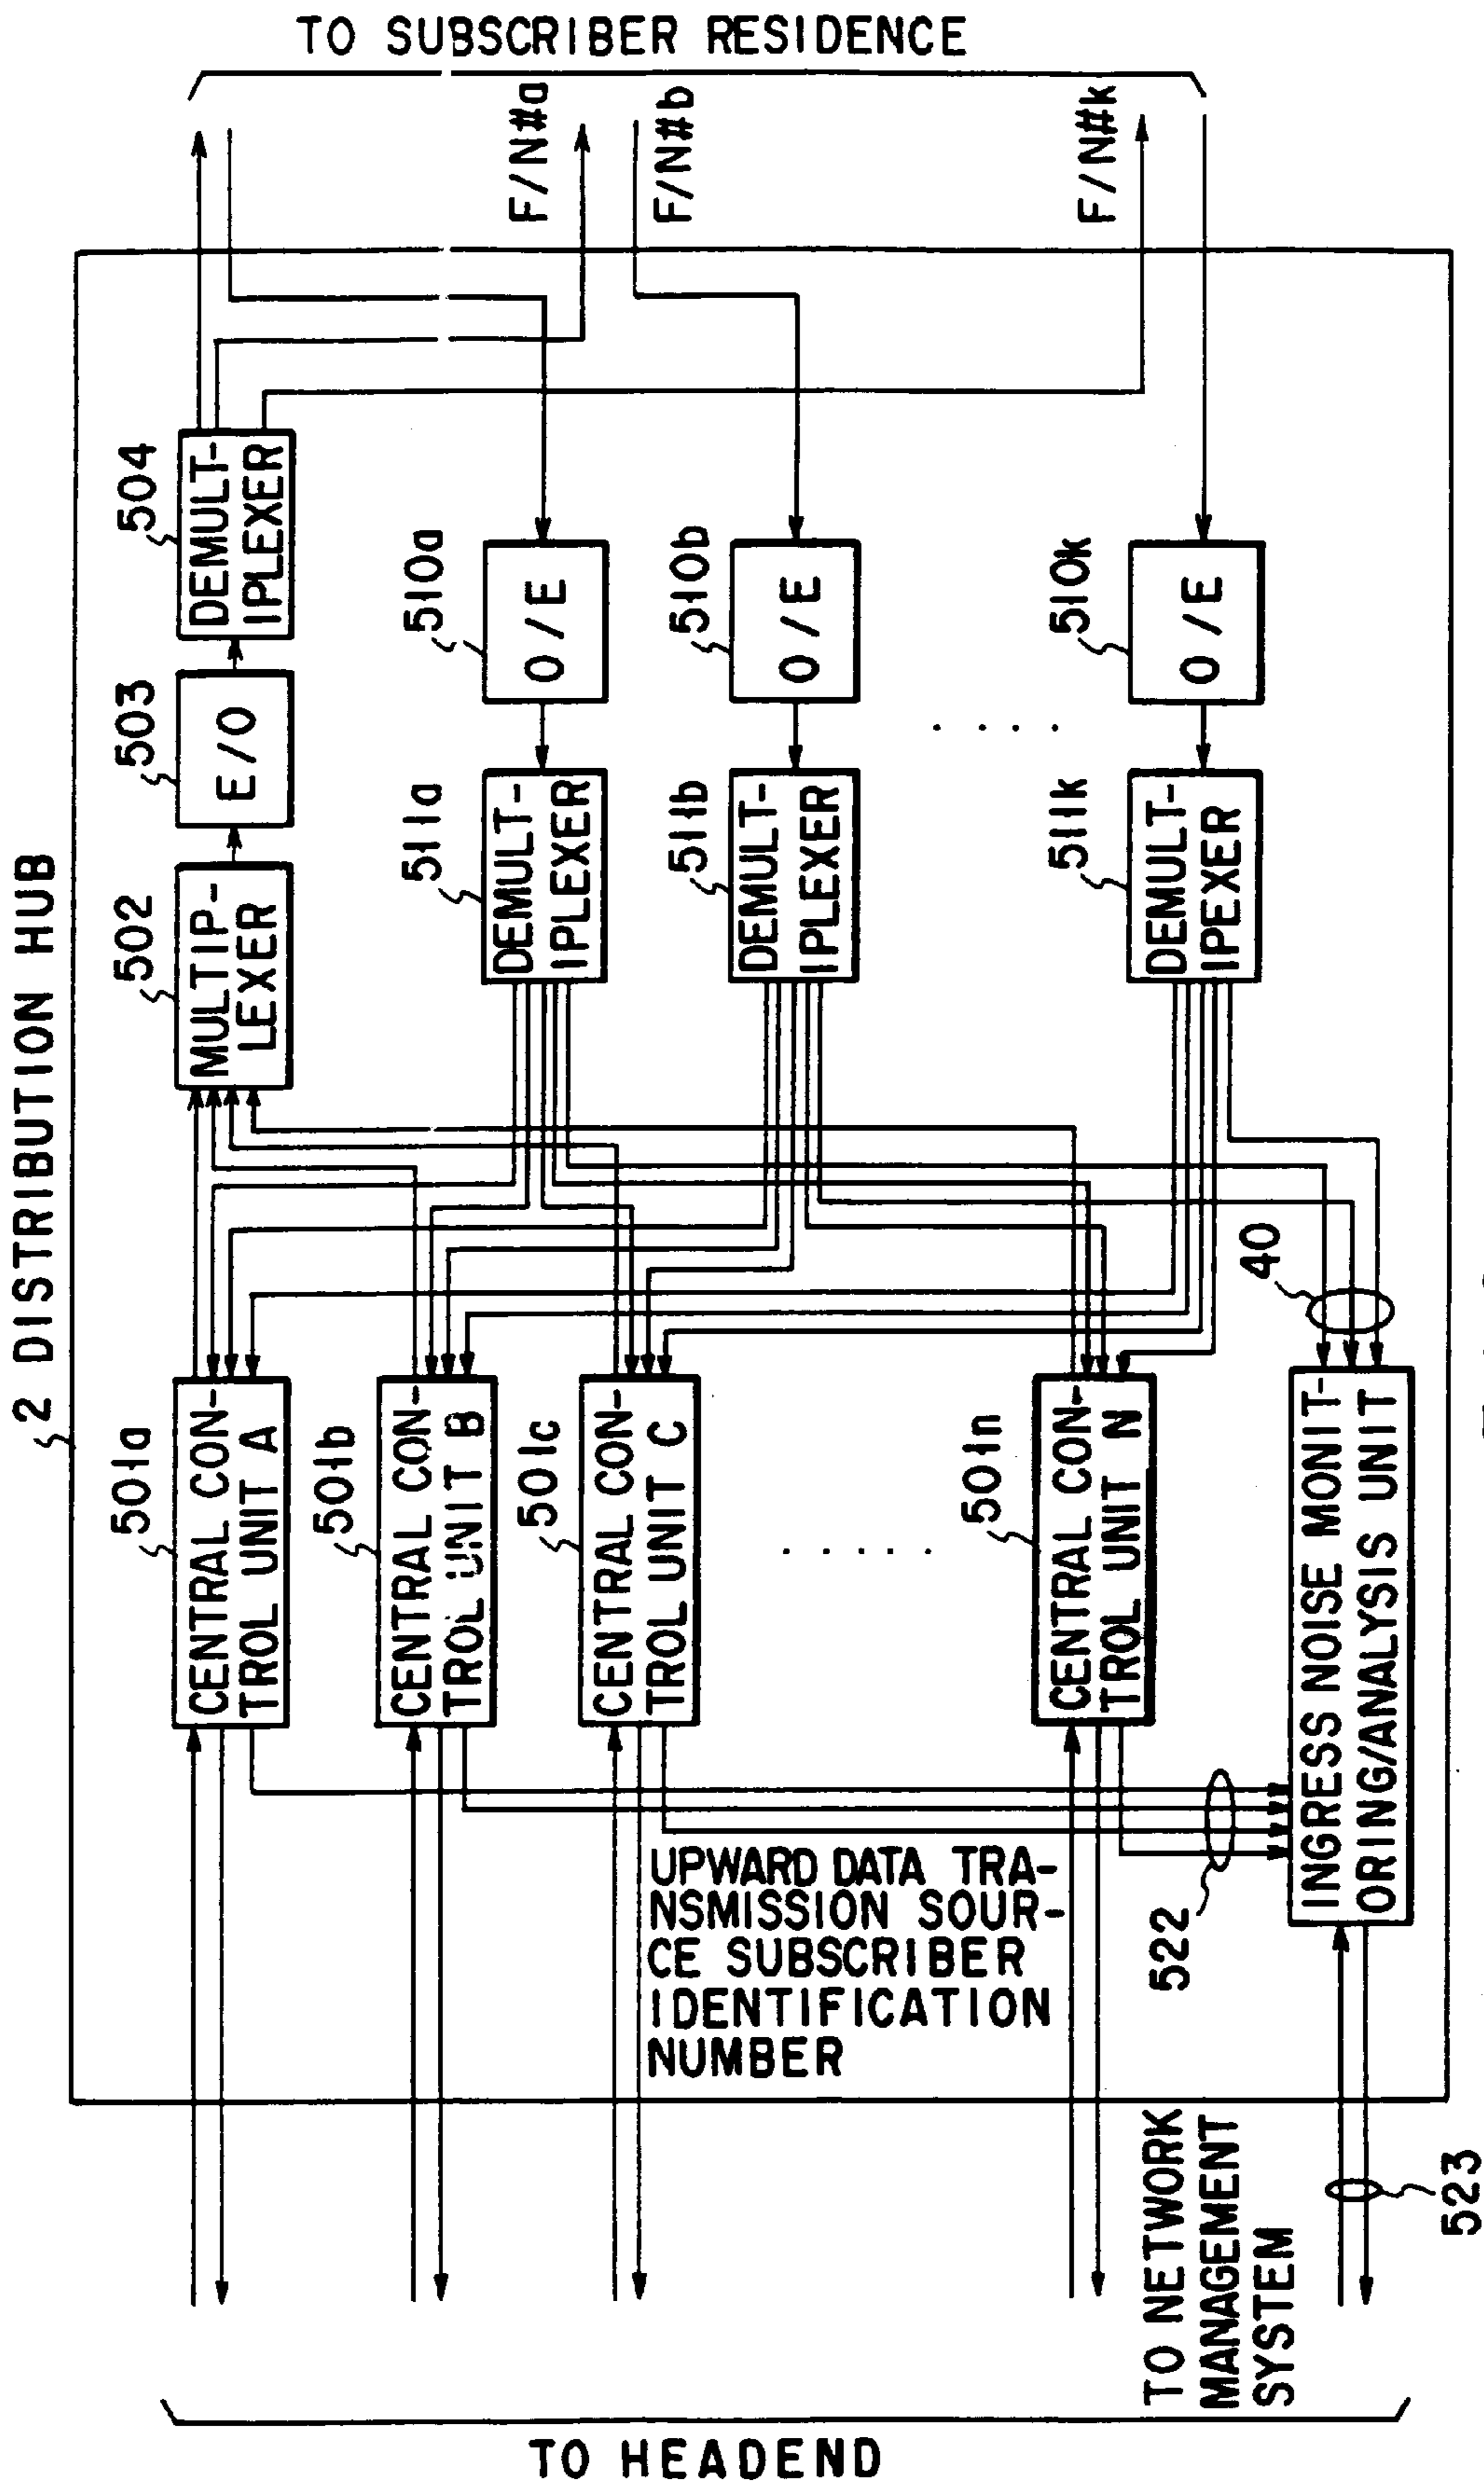 2 DISTRIBUTION HUB
TO SUBSCRIBER RESIDENCE
501a
CENTRAL CON-
TROL UNIT A
502
MULTIP-
LEXER
503
E/O
504
DEMULT-
IPLEXER
501b
CENTRAL CON-
TROL UNIT B
511a
DEMULT-
IPLEXER
510a
O/E
F/N#a
501c
CENTRAL CON-
TROL UNIT C
511b
DEMULT-
IPLEXER
510b
O/E
F/N#b
.....
....
UPWARD DATA TRA-
NSMISSION SOUR-
CE SUBSCRIBER
IDENTIFICATION
NUMBER
501n
CENTRAL CON-
TROL UNIT N
511k
DEMULT-
IPEXER
510k
O/E
F/N#k
522
40
INGRESS NOISE MONIT-
ORING/ANALYSIS UNIT
TO NETWORK
MANAGEMENT
SYSTEM
523
TO HEADEND